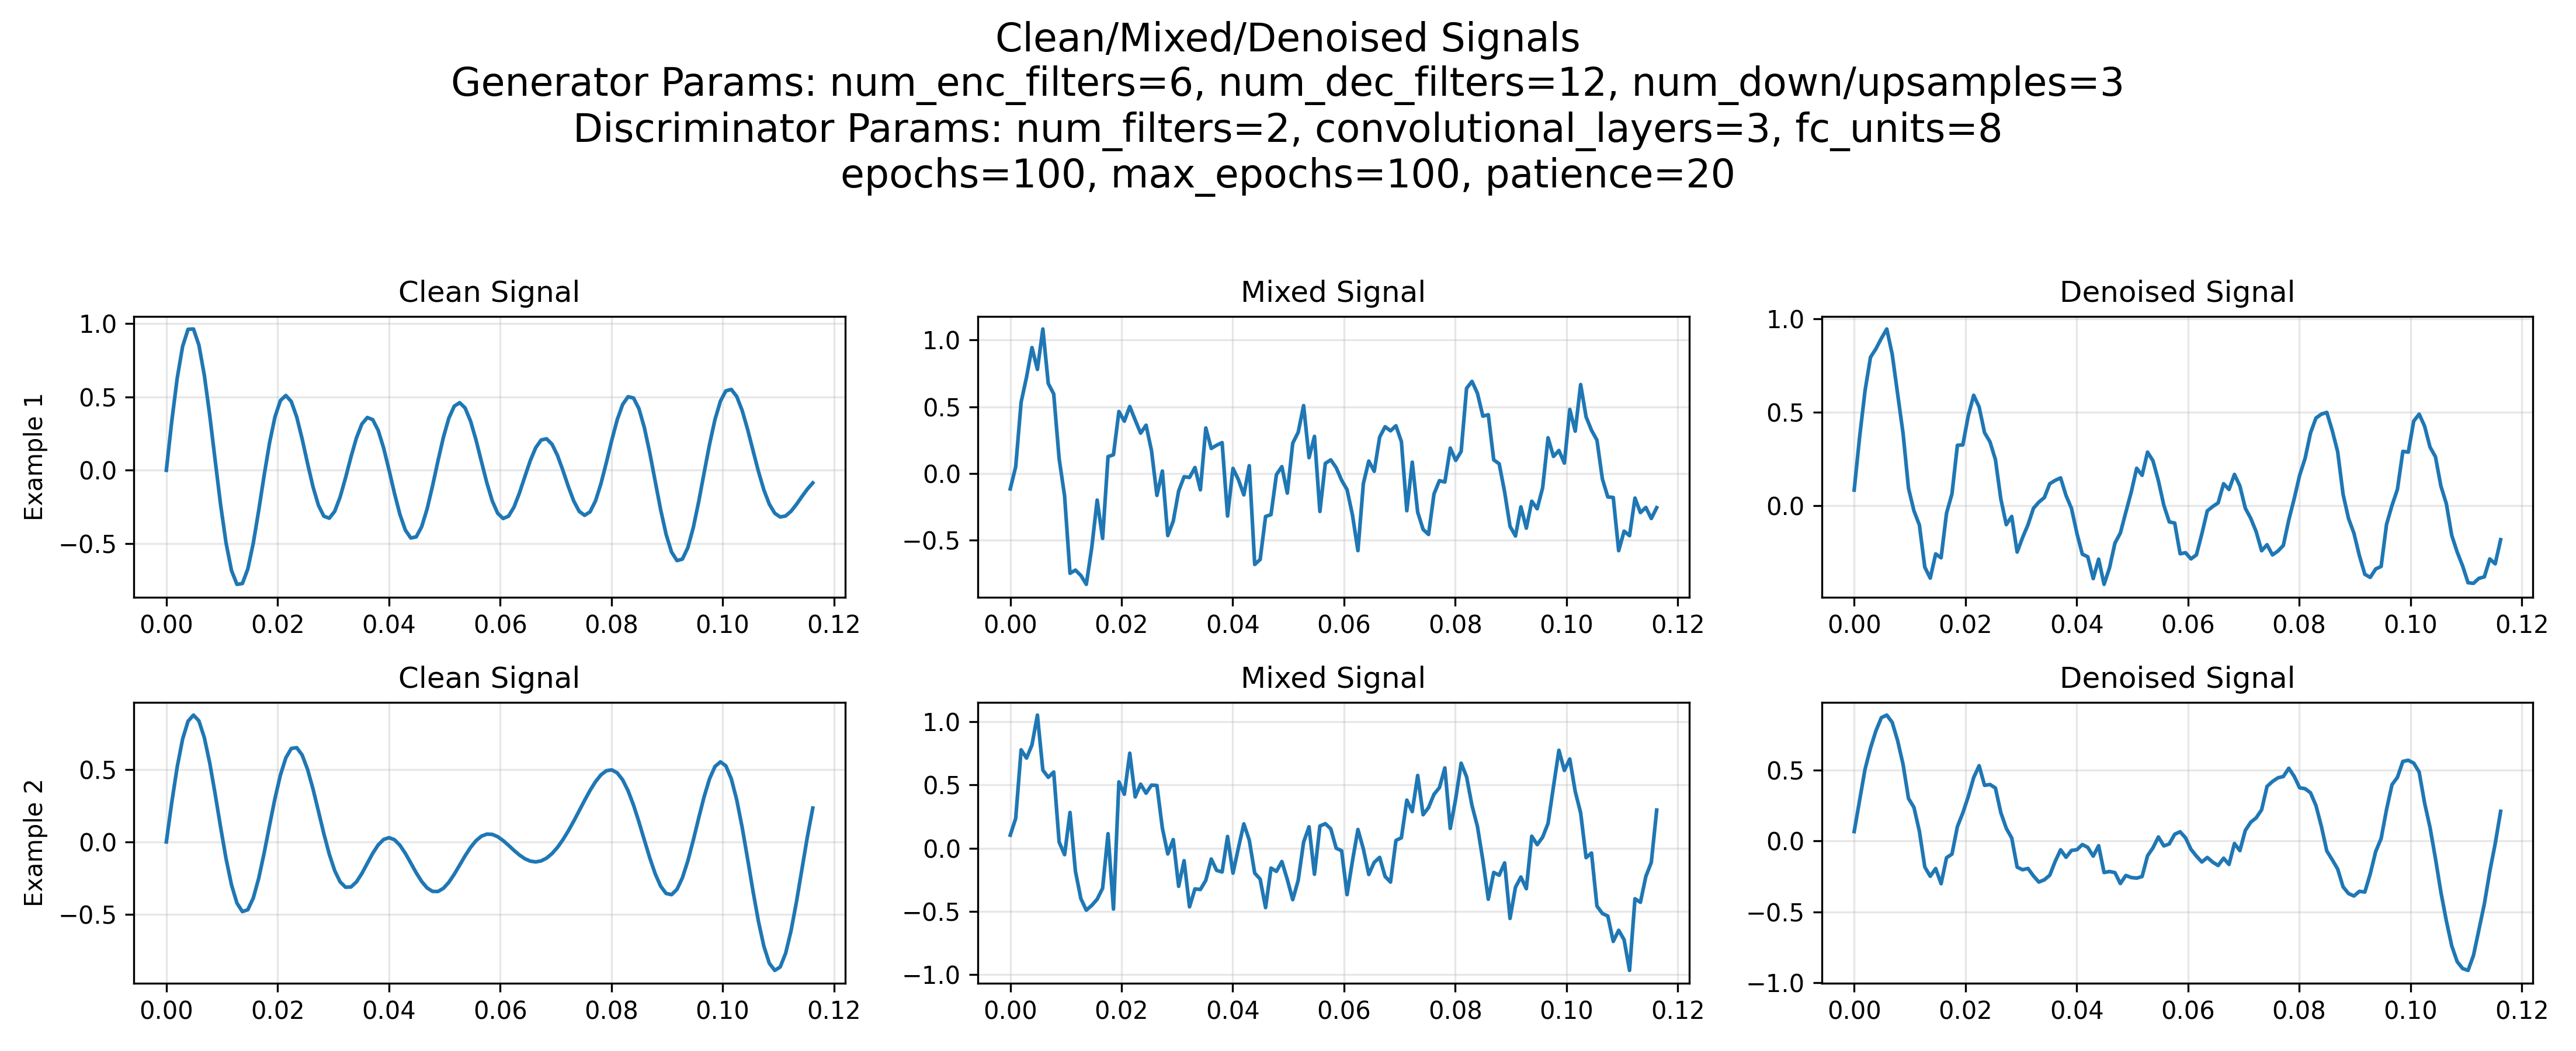 Clean/Mixed/Denoised Signals
Generator Params: num_enc_filters=6, num_dec_filters=12, num_down/upsamples=3
Discriminator Params: num_filters=2, convolutional_layers=3, fc_units=8
epochs=100, max_epochs=100, patience=20
Clean Signal
Example 1
1.0
0.5
0.0
−0.5
0.00 0.02 0.04 0.06 0.08 0.10 0.12
Mixed Signal
1.0
0.5
0.0
−0.5
0.00 0.02 0.04 0.06 0.08 0.10 0.12
Denoised Signal
1.0
0.5
0.0
0.00 0.02 0.04 0.06 0.08 0.10 0.12
Clean Signal
Example 2
0.5
0.0
−0.5
0.00 0.02 0.04 0.06 0.08 0.10 0.12
Mixed Signal
1.0
0.5
0.0
−0.5
−1.0
0.00 0.02 0.04 0.06 0.08 0.10 0.12
Denoised Signal
0.5
0.0
−0.5
−1.0
0.00 0.02 0.04 0.06 0.08 0.10 0.12